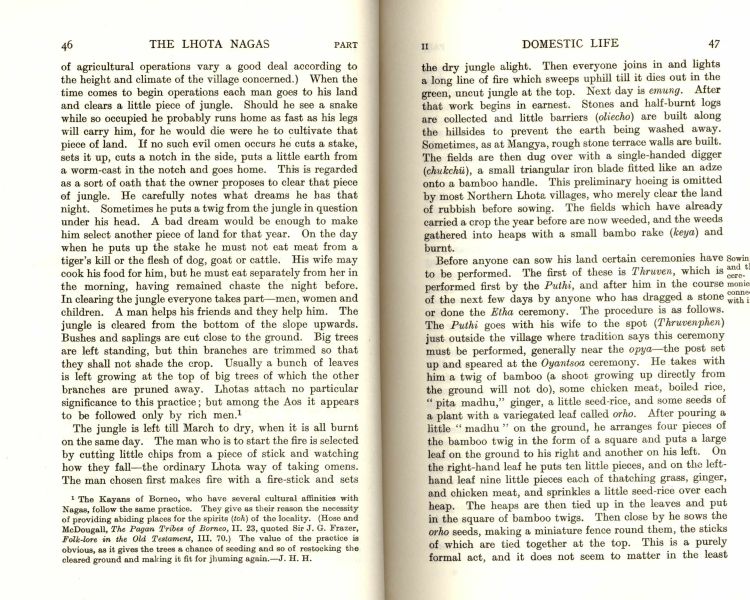 46 THE LHOTA NAGAS PART
of agricultural operations vary a good deal according to
the height and climate of the village concerned.) When the
time comes to begin operations each man goes to his land
and clears a little piece of jungle. Should he see a snake
while so occupied he probably runs home as fast as his legs
will carry him, for he would die were he to cultivate that
piece of land. If no such evil omen occurs he cuts a stake,
sets it up, cuts a notch in the side, puts a little earth from
a worm-cast in the notch and goes home. This is regarded
as a sort of oath that the owner proposes to clear that piece
of jungle. He carefully notes what dreams he has that
night. Sometimes he puts a twig from the jungle in question
under his head. A bad dream would be enough to make
him select another piece of land for that year. On the day
when he puts up the stake he must not eat meat from a
tiger's kill or the flesh of dog, goat or cattle. His wife may
cook his food for him, but he must eat separately from her in
the morning, having remained chaste the night before.
In clearing the jungle everyone takes part—men, women and
children. A man helps his friends and they help him. The
jungle is cleared from the bottom of the slope upwards.
Bushes and saplings are cut close to the ground. Big trees
are left standing, but thin branches are trimmed so that
they shall not shade the crop. Usually a bunch of leaves
is left growing at the top of big trees of which the other
branches are pruned away. Lhotas attach no particular
significance to this practice; but among the Aos it appears
to be followed only by rich men.¹
The jungle is left till March to dry, when it is all burnt
on the same day. The man who is to start the fire is selected
by cutting little chips from a piece of stick and watching
how they fall—the ordinary Lhota way of taking omens.
The man chosen first makes fire with a fire-stick and sets
¹ The Kayans of Borneo, who have several cultural affinities with
Nagas, follow the same practice. They give as their reason the necessity
of providing abiding places for the spirits (toh) of the locality. (Hose and
McDougall, The Pagan Tribes of Borneo, II. 23, quoted Sir J. G. Frazer,
Folk-lore in the Old Testament, III. 70.) The value of the practice is
obvious, as it gives the trees a chance of seeding and so of restocking the
cleared ground and making it fit for jhuming again.—J. H. H.
II DOMESTIC LIFE 47
the dry jungle alight. Then everyone joins in and lights
a long line of fire which sweeps uphill till it dies out in the
green, uncut jungle at the top. Next day is emung. After
that work begins in earnest. Stones and half-burnt logs
are collected and little barriers (oliecho) are built along
the hillsides to prevent the earth being washed away.
Sometimes, as at Mangya, rough stone terrace walls are built.
The fields are then dug over with a single-handed digger
(chukchü), a small triangular iron blade fitted like an adze
onto a bamboo handle. This preliminary hoeing is omitted
by most Northern Lhota villages, who merely clear the land
of rubbish before sowing. The fields which have already
carried a crop the year before are now weeded, and the weeds
gathered into heaps with a small bambo rake (keya) and
burnt.
Before anyone can sow his land certain ceremonies have
to be performed. The first of these is Thruven, which is
performed first by the Puthi, and after him in the course
of the next few days by anyone who has dragged a stone
or done the Etha ceremony. The procedure is as follows.
The Puthi goes with his wife to the spot (Thruvenphen)
just outside the village where tradition says this ceremony
must be performed, generally near the opya—the post set
up and speared at the Oyantsoa ceremony. He takes with
him a twig of bamboo (a shoot growing up directly from
the ground will not do), some chicken meat, boiled rice,
" pita madhu," ginger, a little seed-rice, and some seeds of
a plant with a variegated leaf called orho. After pouring a
little " madhu " on the ground, he arranges four pieces of
the bamboo twig in the form of a square and puts a large
leaf on the ground to his right and another on his left. On
the right-hand leaf he puts ten little pieces, and on the left-
hand leaf nine little pieces each of thatching grass, ginger,
and chicken meat, and sprinkles a little seed-rice over each
heap. The heaps are then tied up in the leaves and put
in the square of bamboo twigs. Then close by he sows the
orho seeds, making a miniature fence round them, the sticks
of which are tied together at the top. This is a purely
formal act, and it does not seem to matter in the least
Sowin
and t
cere-
monie
conne
with i